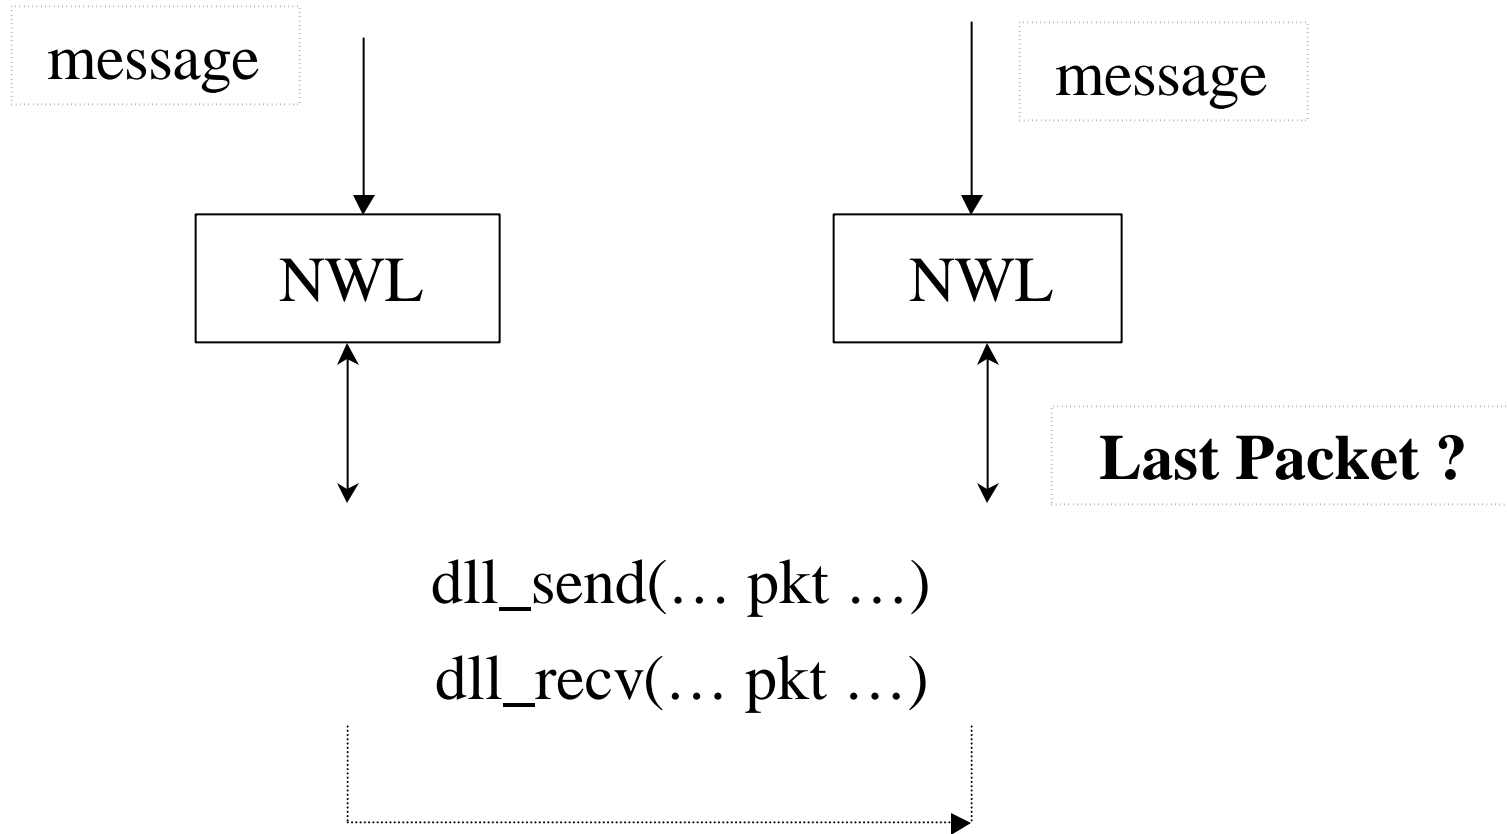 message
message
NWL
NWL
Last Packet ?
dll_send(… pkt …)
dll_recv(… pkt …)